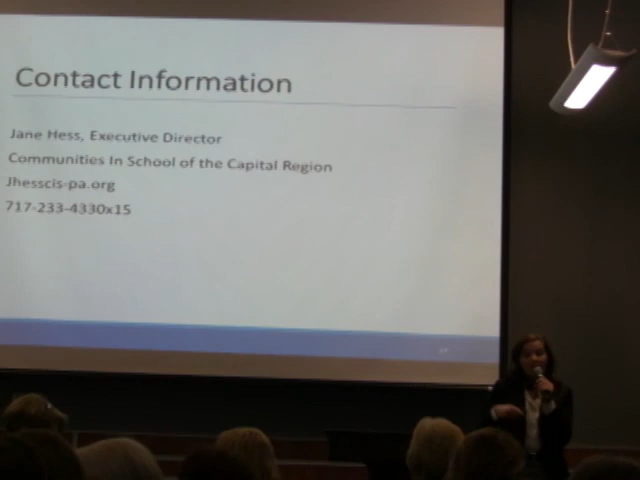 Contact Information
Jane Hess, Executive Director
Communities In School of the Capital Region
Jhesscis-pa.org
717-233-4330x15